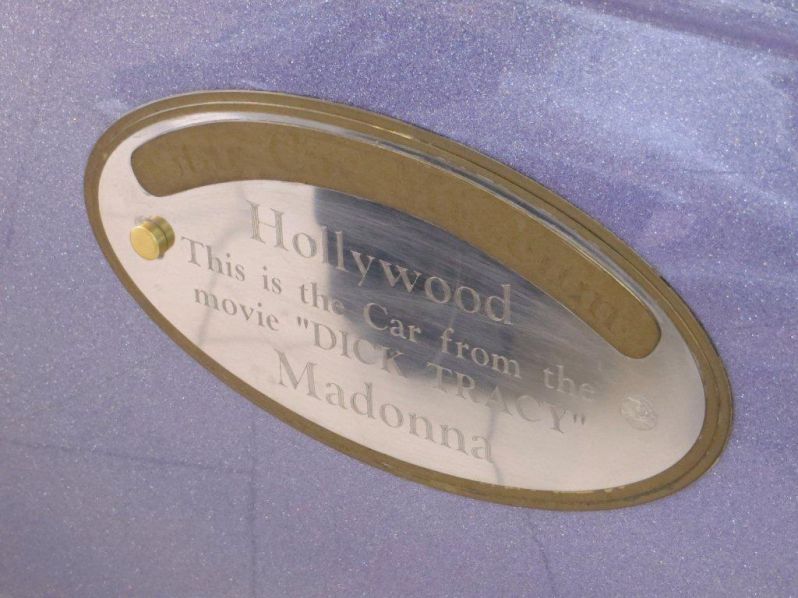 Hollywood
This is the Car from the
movie "DICK TRACY"
Madonna